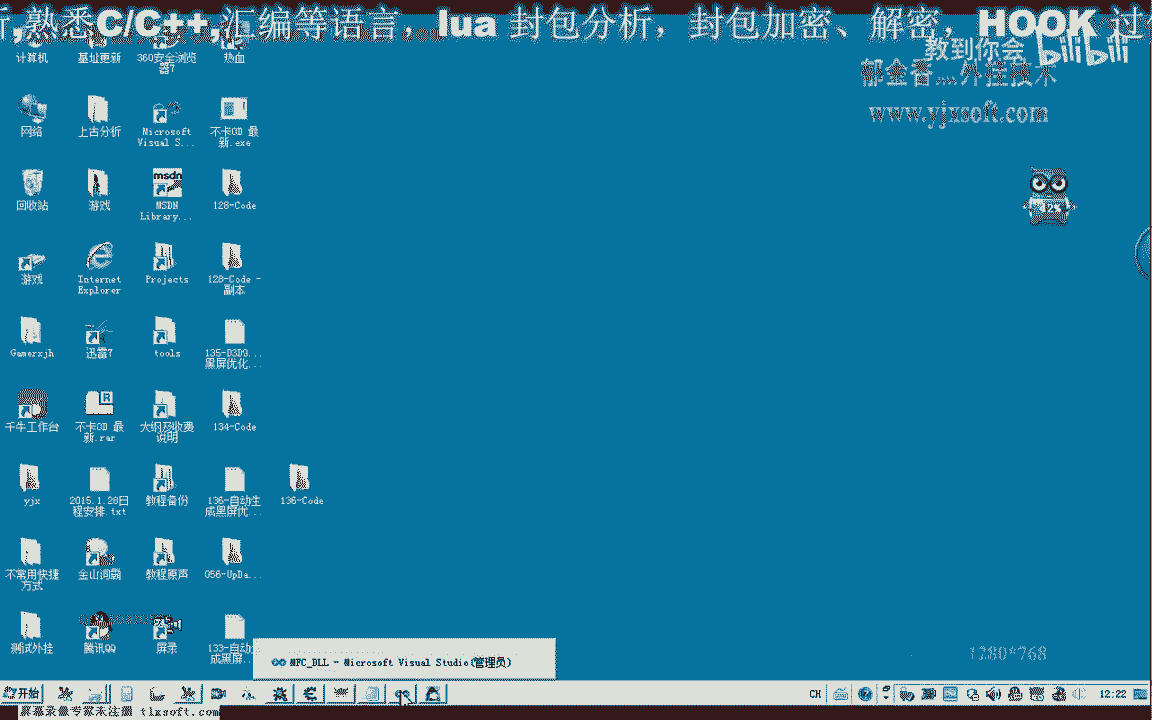 ,熟悉C/C++,汇编等语言, lua 封包分析, 封包加密、解密, HOOK 过
教到你会 bilibili
郁金香....外挂技术
www.yjxsoft.com
计算机
基址更新
360安全浏览
器7
热血
网络
上古分析
Microsoft
Visual S...
不卡GD 最
新.exe
回收站
游戏
msdn
MSDN
Library...
128-Code
游戏
Internet
Explorer
Projects
128-Code -
副本
Gamerxjh
迅雷7
tools
135-D3D9...
黑屏优化...
千牛工作台
不卡GD 最
新.rar
大纲及收费
说明
134-Code
yjx
2015.1.28日
程安排.txt
教程备份
136-自动生
成黑屏优...
136-Code
不常用快捷
方式
金山词霸
教程原声
056-UpDa...
测试外挂
腾讯QQ
屏录
133-自动
成黑屏...
MFC_DLL - Microsoft Visual Studio(管理员)
1280*768
开始
CH
12:22
屏幕录像专家未注册 tlxsoft.com